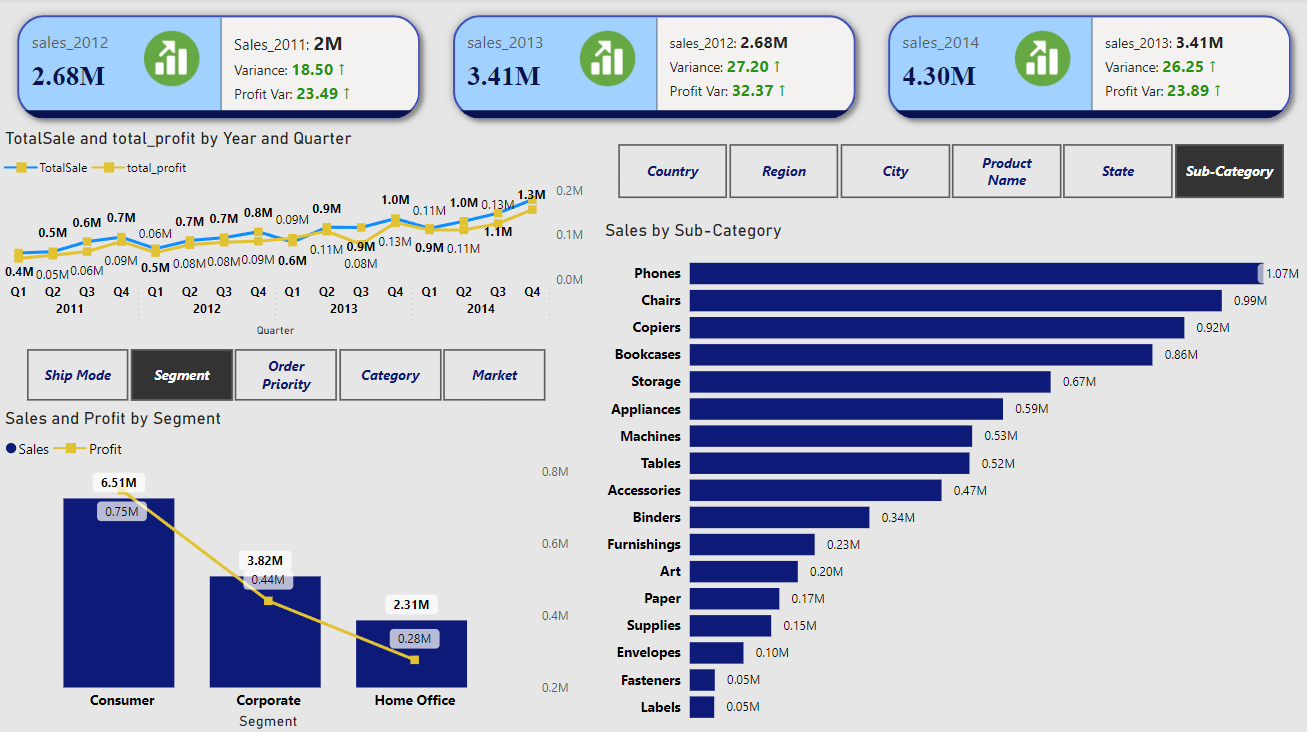 sales_2012
2.68M
Sales_2011: 2M
Variance: 18.50 ↑
Profit Var: 23.49 ↑
sales_2013
3.41M
sales_2012: 2.68M
Variance: 27.20 ↑
Profit Var: 32.37 ↑
sales_2014
4.30M
sales_2013: 3.41M
Variance: 26.25 ↑
Profit Var: 23.89 ↑
TotalSale and total_profit by Year and Quarter
TotalSale total_profit
0.4M 0.5M 0.6M 0.7M 0.5M 0.7M 0.7M 0.8M 0.6M 0.9M 0.9M 1.0M 0.9M 1.0M 1.1M 1.3M
0.05M 0.06M 0.09M 0.06M 0.08M 0.08M 0.09M 0.09M 0.11M 0.08M 0.13M 0.11M 0.11M 0.13M
0.2M
0.1M
0.0M
Q1 Q2 Q3 Q4 Q1 Q2 Q3 Q4 Q1 Q2 Q3 Q4 Q1 Q2 Q3 Q4
2011 2012 2013 2014
Quarter
Ship Mode
Segment
Order
Priority
Category
Market
Sales and Profit by Segment
Sales Profit
6.51M
0.75M
3.82M
0.44M
2.31M
0.28M
0.8M
0.6M
0.4M
0.2M
Consumer Corporate Home Office
Segment
Country
Region
City
Product
Name
State
Sub-Category
Sales by Sub-Category
Phones 1.07M
Chairs 0.99M
Copiers 0.92M
Bookcases 0.86M
Storage 0.67M
Appliances 0.59M
Machines 0.53M
Tables 0.52M
Accessories 0.47M
Binders 0.34M
Furnishings 0.23M
Art 0.20M
Paper 0.17M
Supplies 0.15M
Envelopes 0.10M
Fasteners 0.05M
Labels 0.05M